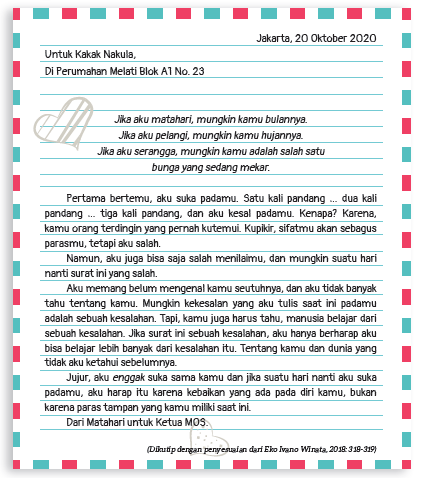 Jakarta, 20 Oktober 2020
Untuk Kakak Nakula,
Di Perumahan Melati Blok A1 No. 23
Jika aku matahari, mungkin kamu bulannya.
Jika aku pelangi, mungkin kamu hujannya.
Jika aku serangga, mungkin kamu adalah salah satu
bunga yang sedang mekar.
Pertama bertemu, aku suka padamu. Satu kali pandang ... dua kali
pandang ... tiga kali pandang, dan aku kesal padamu. Kenapa? Karena,
kamu orang terdingin yang pernah kutemui. Kupikir, sifatmu akan sebagus
parasmu, tetapi aku salah.
Namun, aku juga bisa saja salah menilaimu, dan mungkin suatu hari
nanti surat ini yang salah.
Aku memang belum mengenal kamu seutuhnya, dan aku tidak banyak
tahu tentang kamu. Mungkin kekesalan yang aku tulis saat ini padamu
adalah sebuah kesalahan. Tapi, kamu juga harus tahu, manusia belajar dari
sebuah kesalahan. Jika surat ini sebuah kesalahan, aku hanya berharap aku
bisa belajar lebih banyak dari kesalahan itu. Tentang kamu dan dunia yang
tidak aku ketahui sebelumnya.
Jujur, aku enggak suka sama kamu dan jika suatu hari nanti aku suka
padamu, aku harap itu karena kebaikan yang ada pada diri kamu, bukan
karena paras tampan yang kamu miliki saat ini.
Dari Matahari untuk Ketua MOS.
(Dikutip dengan penyesuaian dari Eko Ivano Winata, 2018: 318-319)